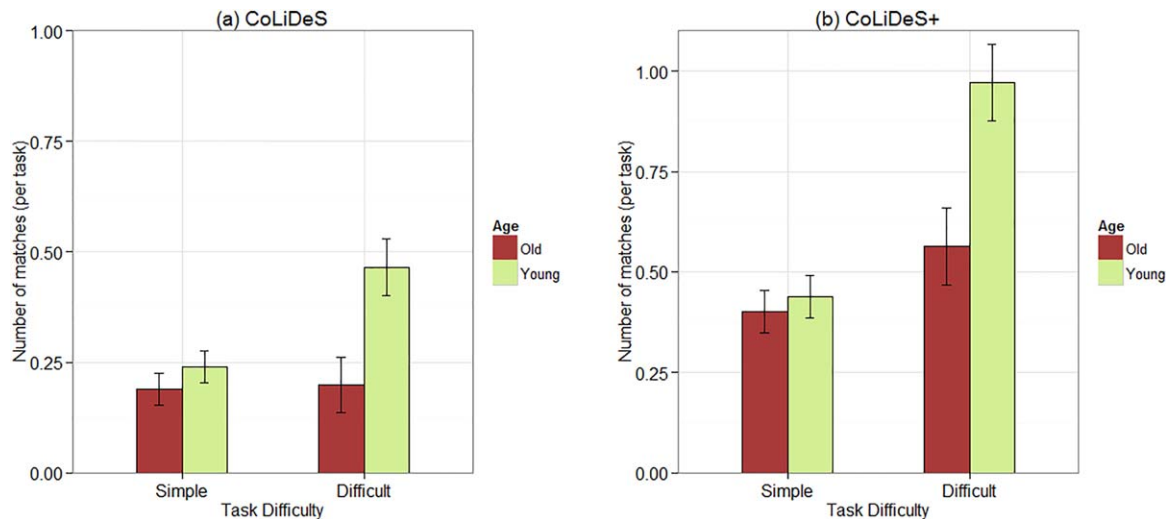 (a) CoLiDeS
Number of matches (per task)
1.00
0.75
0.50
0.25
0.00
Simple
Difficult
Task Difficulty
Age
Old
Young
(b) CoLiDeS+
Number of matches (per task)
1.00
0.75
0.50
0.25
0.00
Simple
Difficult
Task Difficulty
Age
Old
Young